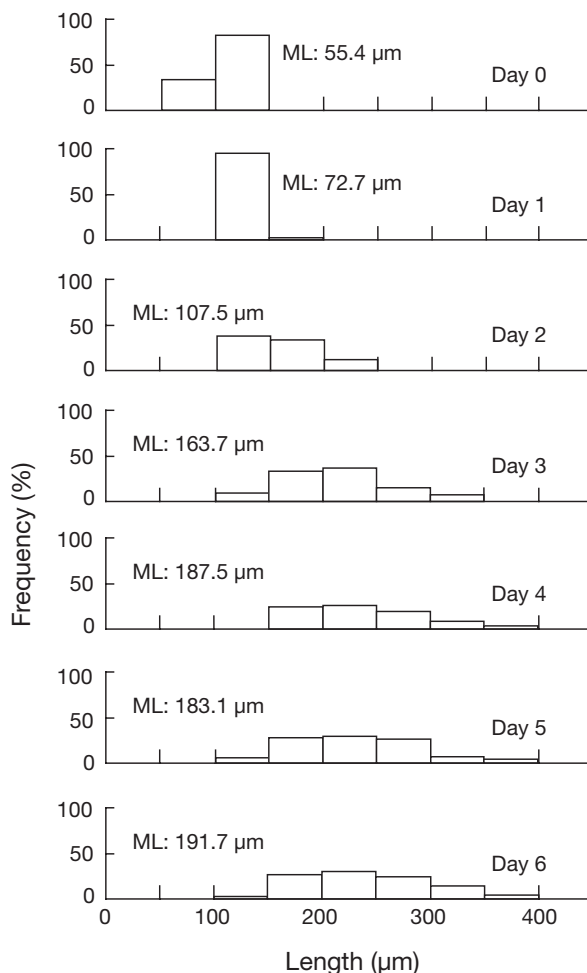 100
50
0
ML: 55.4 µm
Day 0
100
50
0
ML: 72.7 µm
Day 1
100
50
0
ML: 107.5 µm
Day 2
100
50
0
ML: 163.7 µm
Day 3
100
50
0
ML: 187.5 µm
Day 4
100
50
0
ML: 183.1 µm
Day 5
100
50
0
ML: 191.7 µm
Day 6
Frequency (%)
0 100 200 300 400
Length (µm)